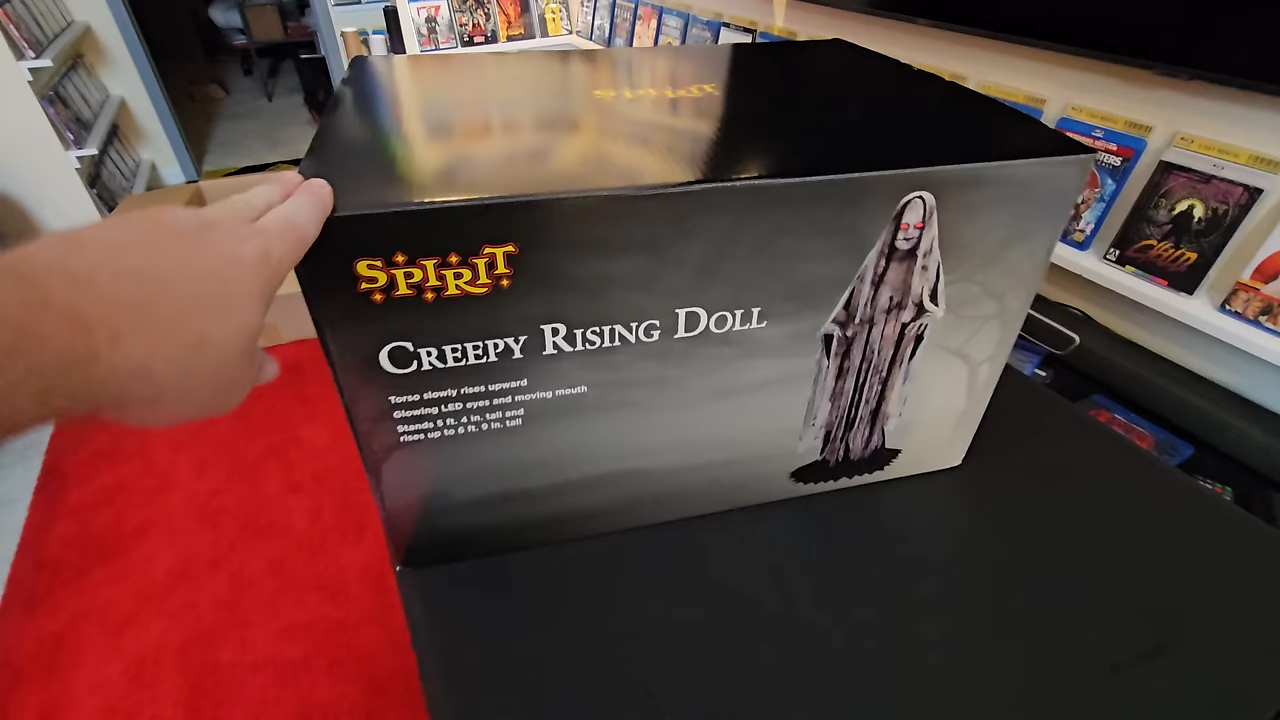 SPIRIT
SPIRIT
CREEPY RISING DOLL
Torso slowly rises upward
Glowing LED eyes and moving mouth
Stands 5 ft. 4 in. tall and
rises up to 6 ft. 9 in. tall